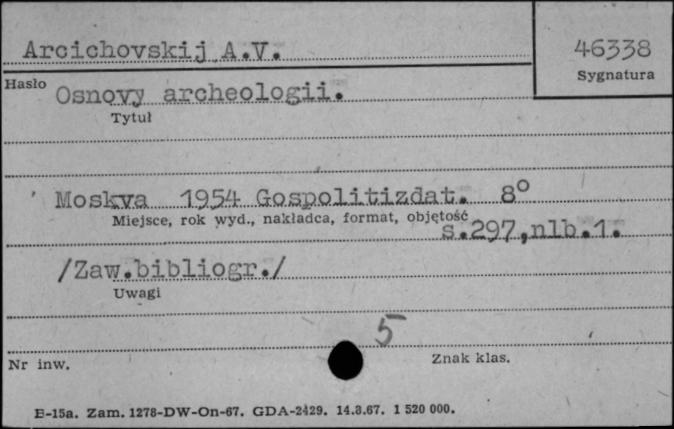 Arcichovskij A.V.
46338
Sygnatura
Hasło
Osnovy archeologii.
Tytuł
Moskva 1954 Gospolitizdat. 8°
Miejsce, rok wyd., nakładca, format, objętość
s.297,nlb.1.
/Zaw.bibliogr./
Uwagi
5
Nr inw.
Znak klas.
E-15a. Zam. 1278-DW-On-67. GDA-2429. 14.8.67. 1 520 000.